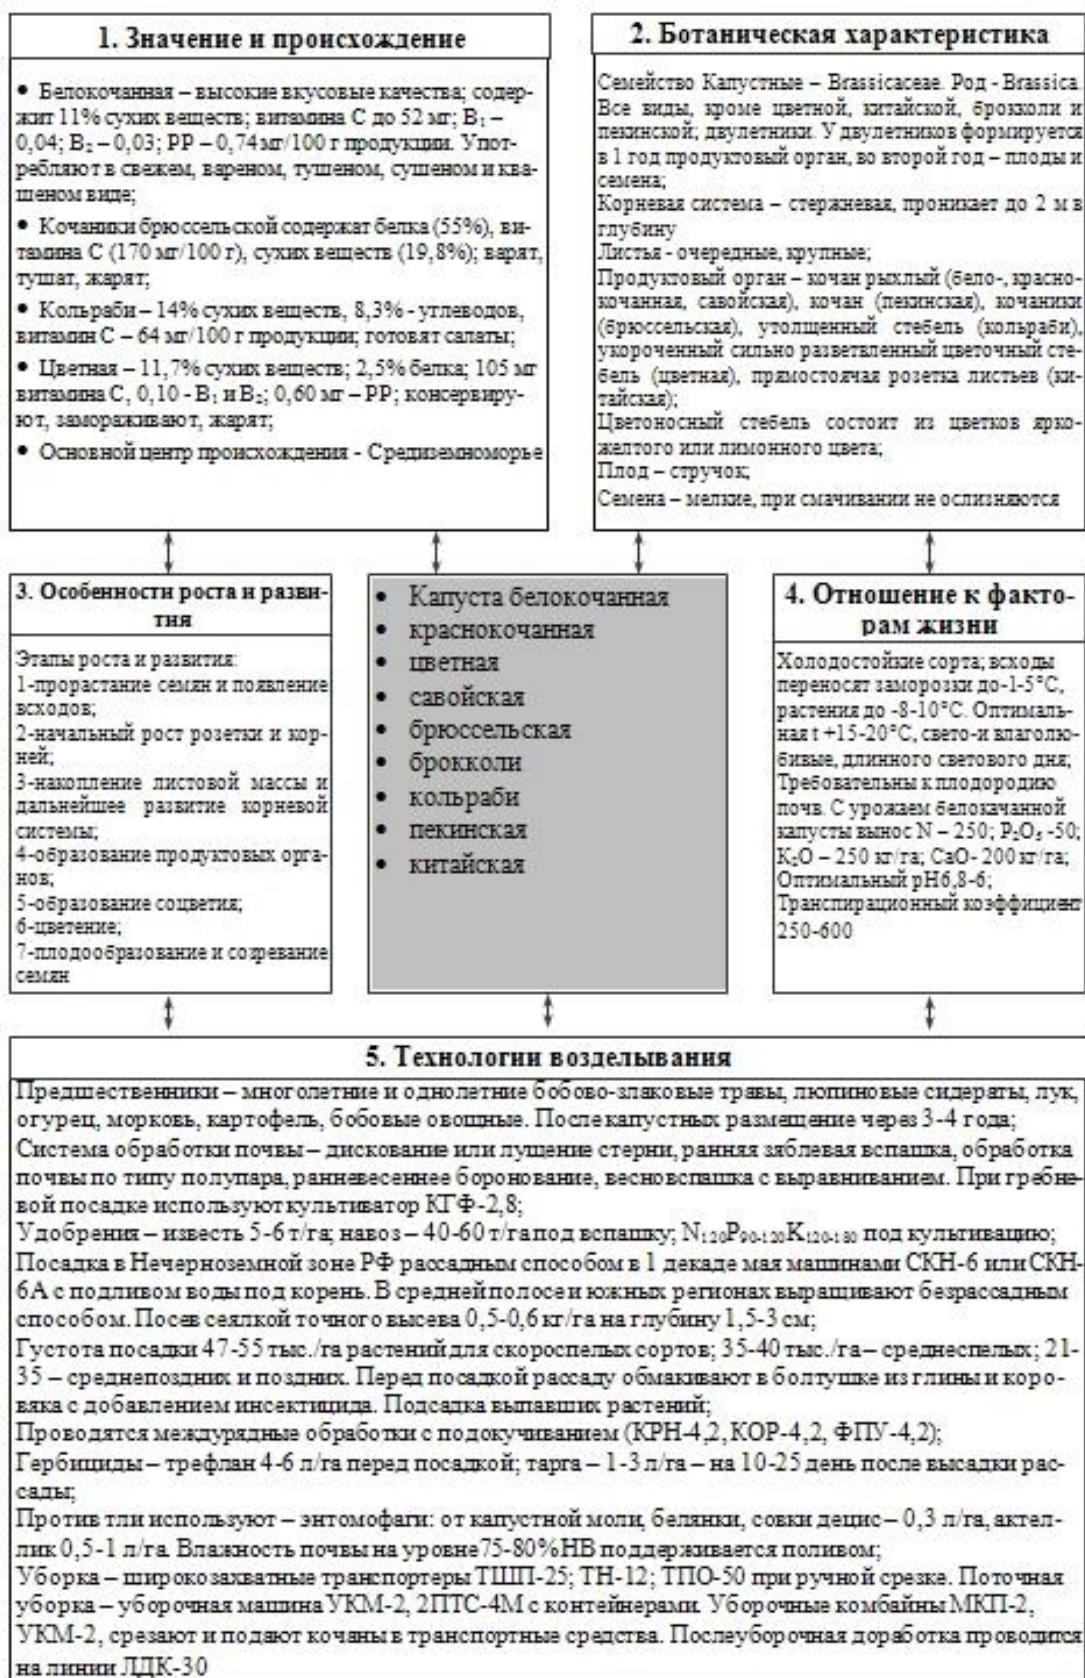 1. Значение и происхождение
• Белокочанная – высокие вкусовые качества; содер-
жит 11% сухих веществ; витамина С до 52 мг; В₁ –
0,04; В₂ – 0,03; РР – 0,74 мг/100 г продукции. Упот-
ребляют в свежем, вареном, тушеном, сушеном и ква-
шеном виде;
• Кочаники брюссельской содержат белка (55%), ви-
тамина С (170 мг/100 г), сухих веществ (19,8%); варят,
тушат, жарят;
• Кольраби – 14% сухих веществ, 8,3% - углеводов,
витамин С – 64 мг/100 г продукции; готовят салаты;
• Цветная – 11,7% сухих веществ; 2,5% белка; 105 мг
витамина С, 0,10 - В₁ и В₂; 0,60 мг – РР; консервиру-
ют, замораживают, жарят;
• Основной центр происхождения - Средиземноморье
2. Ботаническая характеристика
Семейство Капустные – Brassicaceae. Род - Brassica.
Все виды, кроме цветной, китайской, брокколи и
пекинской; двулетники. У двулетников формируется
в 1 год продуктовый орган, во второй год – плоды и
семена;
Корневая система – стержневая, проникает до 2 м в
глубину
Листья - очередные, крупные;
Продуктовый орган – кочан рыхлый (бело-, красно-
кочанная, савойская), кочан (пекинская), кочаники
(брюссельская), утолщенный стебель (кольраби),
укороченный сильно разветвленный цветочный сте-
бель (цветная), прямостоячая розетка листьев (ки-
тайская);
Цветоносный стебель состоит из цветков ярко-
желтого или лимонного цвета;
Плод – стручок;
Семена – мелкие, при смачивании не ослизняются
3. Особенности роста и разви-
тия
Этапы роста и развития:
1-прорастание семян и появление
всходов;
2-начальный рост розетки и кор-
ней;
3-накопление листовой массы и
дальнейшее развитие корневой
системы;
4-образование продуктовых орга-
нов;
5-образование соцветия;
6-цветение;
7-плодообразование и созревание
семян
• Капуста белокочанная
• краснокочанная
• цветная
• савойская
• брюссельская
• брокколи
• кольраби
• пекинская
• китайская
4. Отношение к факто-
рам жизни
Холодостойкие сорта; всходы
переносят заморозки до-1-5°С,
растения до -8-10°С. Оптималь-
ная t +15-20°С, свето-и влаголю-
бивые, длинного светового дня;
Требовательны к плодородию
почв. С урожаем белокачанной
капусты вынос N – 250; P₂O₅ -50;
K₂O – 250 кг/га; CaO- 200 кг/га;
Оптимальный рН6,8-6;
Транспирационный коэффициент
250-600
5. Технологии возделывания
Предшественники – многолетние и однолетние бобово-злаковые травы, люпиновые сидераты, лук,
огурец, морковь, картофель, бобовые овощные. После капустных размещение через 3-4 года;
Система обработки почвы – дискование или лущение стерни, ранняя зяблевая вспашка, обработка
почвы по типу полупара, ранневесеннее боронование, весновспашка с выравниванием. При гребне-
вой посадке используют культиватор КГФ-2,8;
Удобрения – известь 5-6 т/га; навоз – 40-60 т/га под вспашку; N₁₂₀P₉₀₋₁₂₀K₁₂₀₋₁₈₀ под культивацию;
Посадка в Нечерноземной зоне РФ рассадным способом в 1 декаде мая машинами СКН-6 или СКН-
6А с подливом воды под корень. В средней полосе и южных регионах выращивают безрассадным
способом. Посев сеялкой точного высева 0,5-0,6 кг/га на глубину 1,5-3 см;
Густота посадки 47-55 тыс./га растений для скороспелых сортов; 35-40 тыс./га – среднеспелых; 21-
35 – среднепоздних и поздних. Перед посадкой рассаду обмакивают в болтушке из глины и коро-
вяка с добавлением инсектицида. Подсадка выпавших растений;
Проводятся междурядные обработки с подокучиванием (КРН-4,2, КОР-4,2, ФПУ-4,2);
Гербициды – трефлан 4-6 л/га перед посадкой; тарга – 1-3 л/га – на 10-25 день после высадки рас-
сады;
Против тли используют – энтомофаги: от капустной моли, белянки, совки децис – 0,3 л/га, актел-
лик 0,5-1 л/га. Влажность почвы на уровне 75-80% НВ поддерживается поливом;
Уборка – широкозахватные транспортеры ТШП-25; ТН-12; ТПО-50 при ручной срезке. Поточная
уборка – уборочная машина УКМ-2, 2ПТС-4М с контейнерами. Уборочные комбайны МКП-2,
УКМ-2, срезают и подают кочаны в транспортные средства. Послеуборочная доработка проводится
на линии ЛДК-30